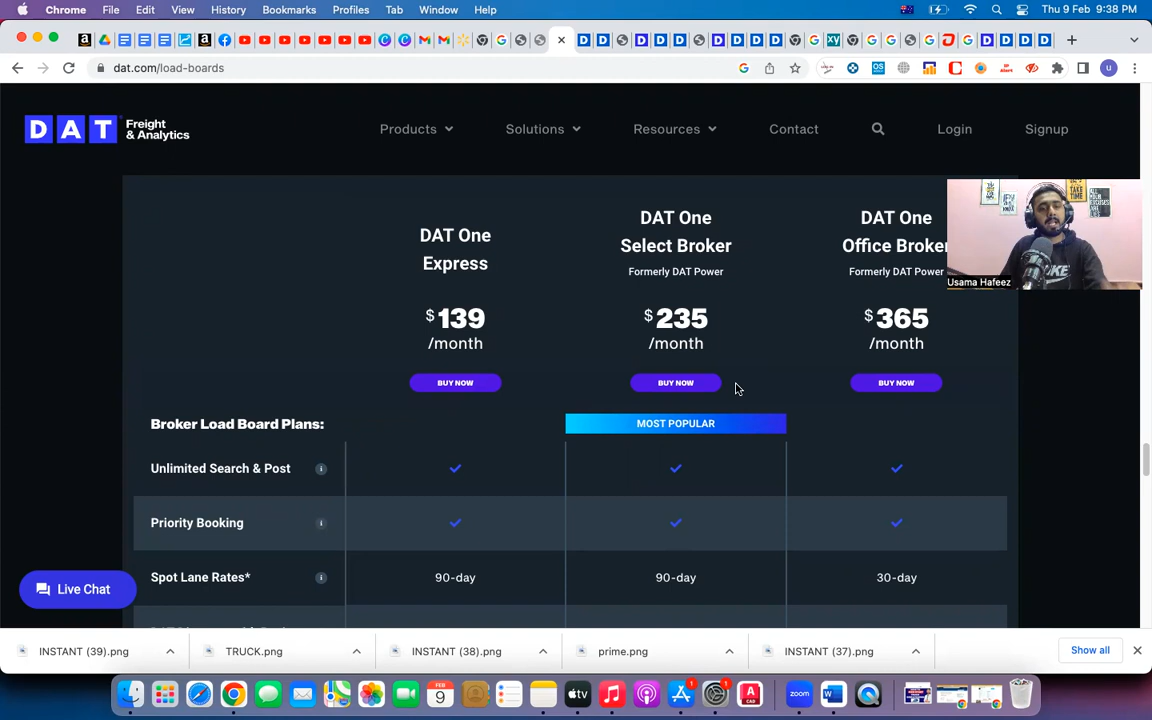 Chrome File Edit View History Bookmarks Profiles Tab Window Help Thu 9 Feb 9:38 PM
dat.com/load-boards
DAT Freight & Analytics
Products Solutions Resources Contact Login Signup
DAT One Express
DAT One Select Broker
Formerly DAT Power
DAT One Office Broker
Formerly DAT Power
$139 /month
$235 /month
$365 /month
BUY NOW BUY NOW BUY NOW
Broker Load Board Plans:
MOST POPULAR
Unlimited Search & Post
Priority Booking
Spot Lane Rates* 90-day 90-day 30-day
Usama Hafeez
TAKE TIME
Live Chat
INSTANT (39).png TRUCK.png INSTANT (38).png prime.png INSTANT (37).png Show all
FEB 9
zoom